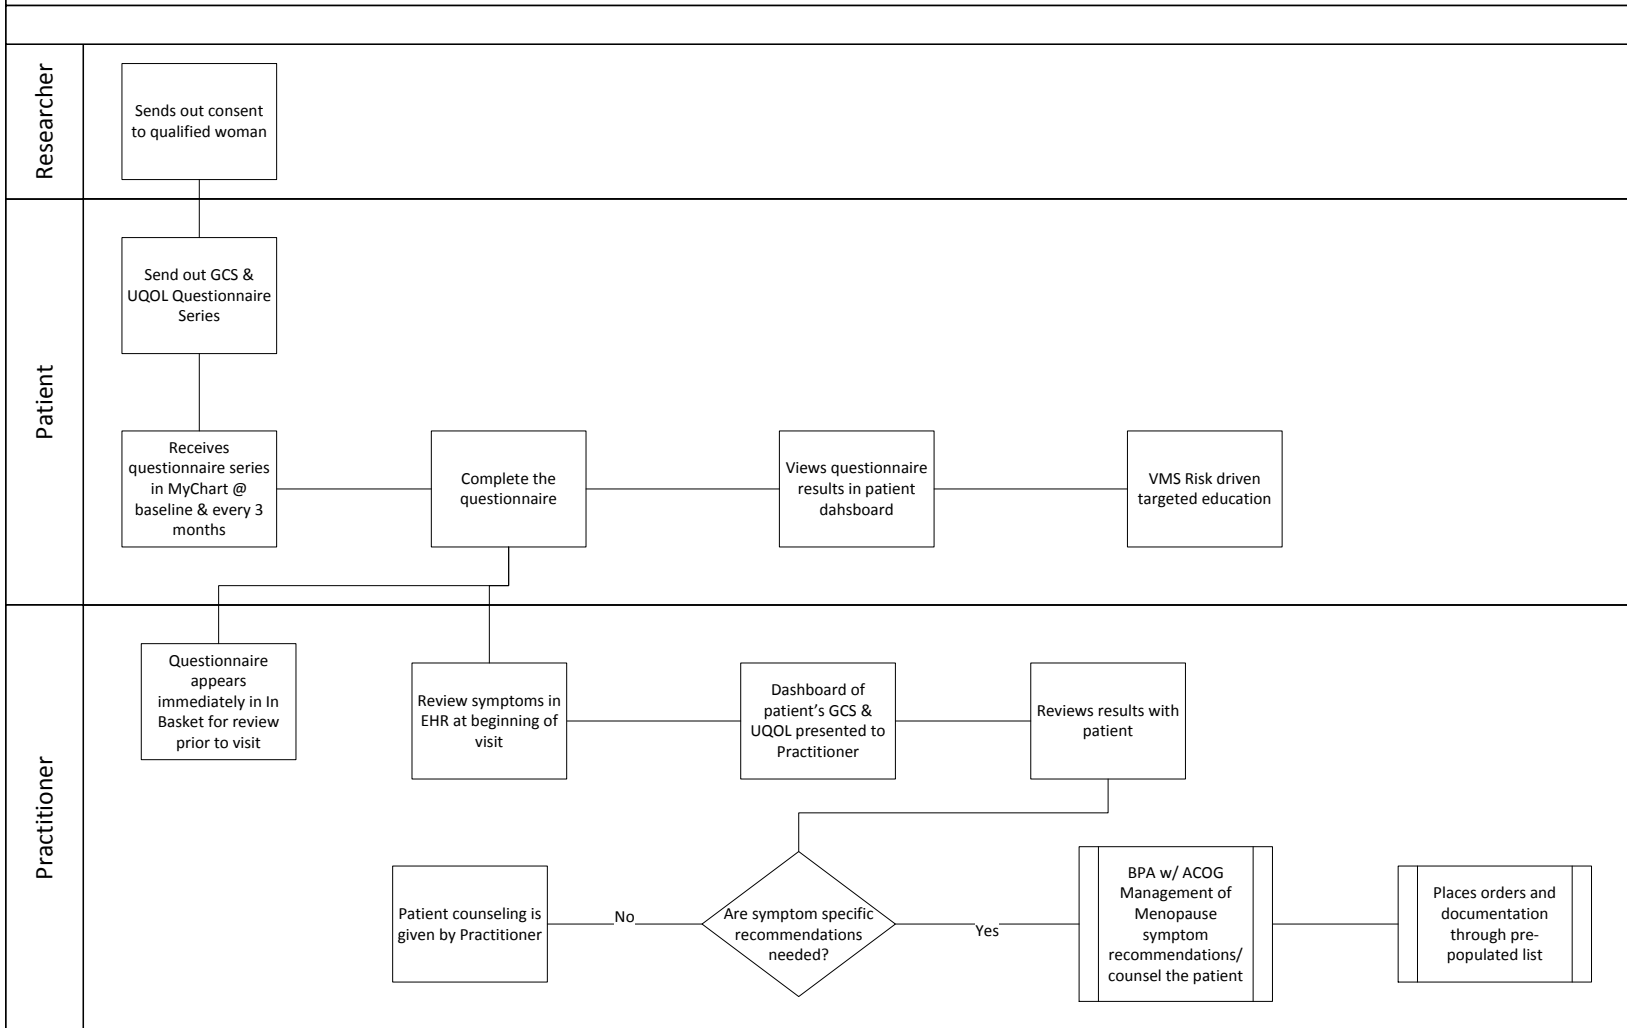 Researcher
Sends out consent
to qualified woman
Patient
Send out GCS &
UQOL Questionnaire
Series
Receives
questionnaire series
in MyChart @
baseline & every 3
months
Complete the
questionnaire
Views questionnaire
results in patient
dahsboard
VMS Risk driven
targeted education
Practitioner
Questionnaire
appears
immediately in In
Basket for review
prior to visit
Review symptoms in
EHR at beginning of
visit
Dashboard of
patient’s GCS &
UQOL presented to
Practitioner
Reviews results with
patient
Patient counseling is
given by Practitioner
No
Are symptom specific
recommendations
needed?
Yes
BPA w/ ACOG
Management of
Menopause
symptom
recommendations/
counsel the patient
Places orders and
documentation
through pre-
populated list